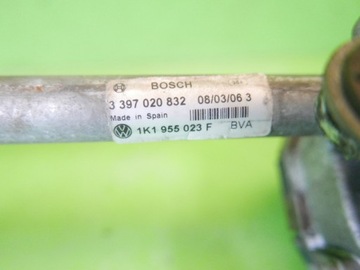 BOSCH
3 397 020 832 08/03/06 3
Made in Spain
1K1 955 023 F BVA